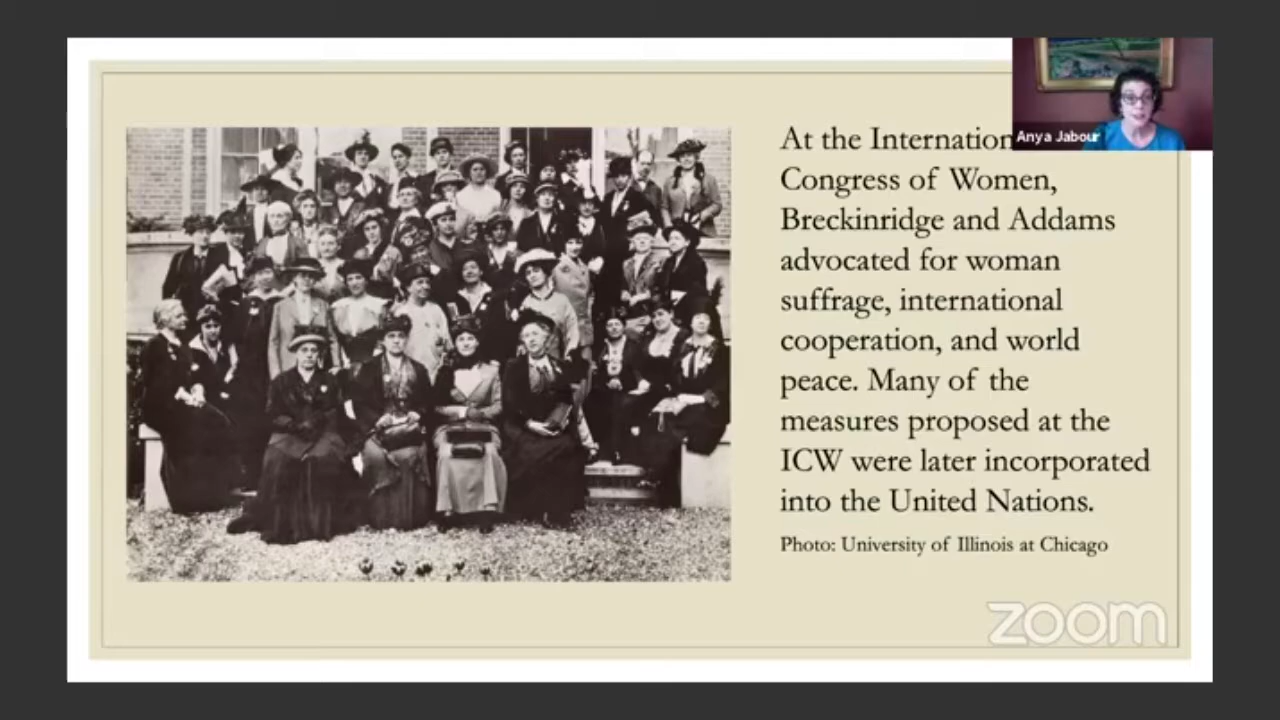 At the Internation
Congress of Women,
Breckinridge and Addams
advocated for woman
suffrage, international
cooperation, and world
peace. Many of the
measures proposed at the
ICW were later incorporated
into the United Nations.
Photo: University of Illinois at Chicago
Anya Jabour
zoom